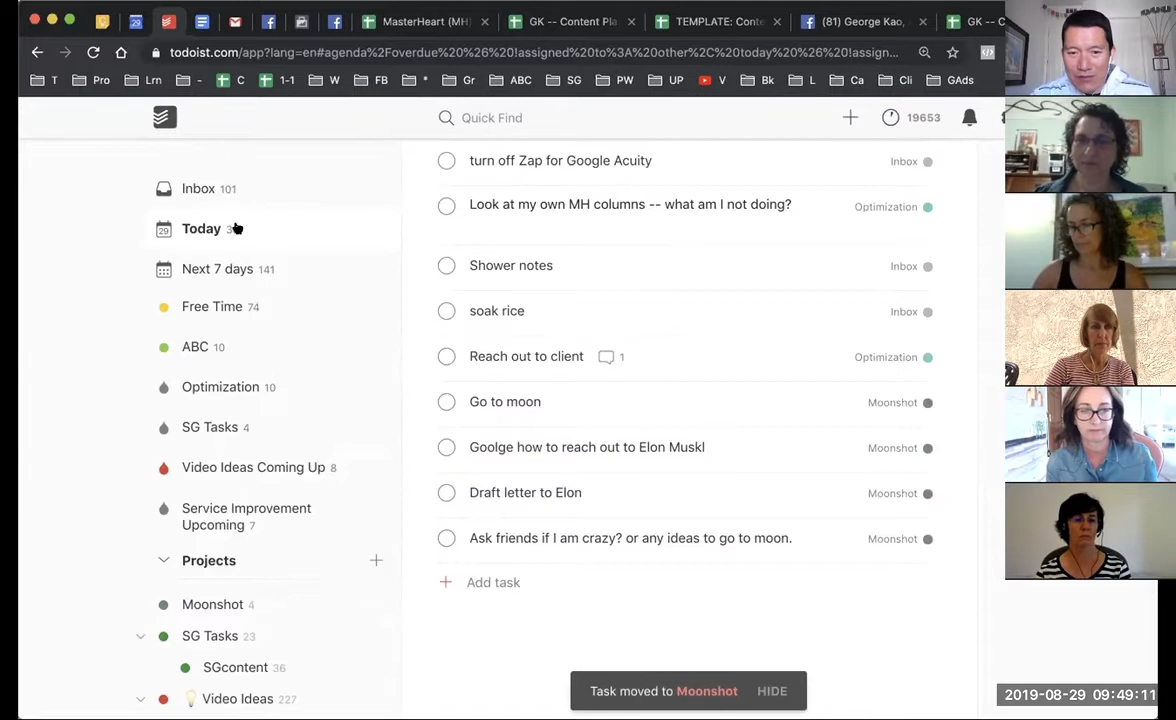 MasterHeart (MH)
GK -- Content Pla
TEMPLATE: Conte
(81) George Kao,
GK -- C
todoist.com/app?lang=en#agenda%2Foverdue%20%26%20!assigned%20to%3A%20other%2C%20today%20%26%20!assign...
T Pro Lrn - C 1-1 W FB * Gr ABC SG PW UP V Bk L Ca Cli GAds
Quick Find
19653
Inbox 101
Today 3
Next 7 days 141
Free Time 74
ABC 10
Optimization 10
SG Tasks 4
Video Ideas Coming Up 8
Service Improvement
Upcoming 7
Projects
Moonshot 4
SG Tasks 23
SGcontent 36
Video Ideas 227
turn off Zap for Google Acuity Inbox
Look at my own MH columns -- what am I not doing? Optimization
Shower notes Inbox
soak rice Inbox
Reach out to client 1 Optimization
Go to moon Moonshot
Goolge how to reach out to Elon Muskl Moonshot
Draft letter to Elon Moonshot
Ask friends if I am crazy? or any ideas to go to moon. Moonshot
+ Add task
Task moved to Moonshot HIDE
2019-08-29 09:49:11